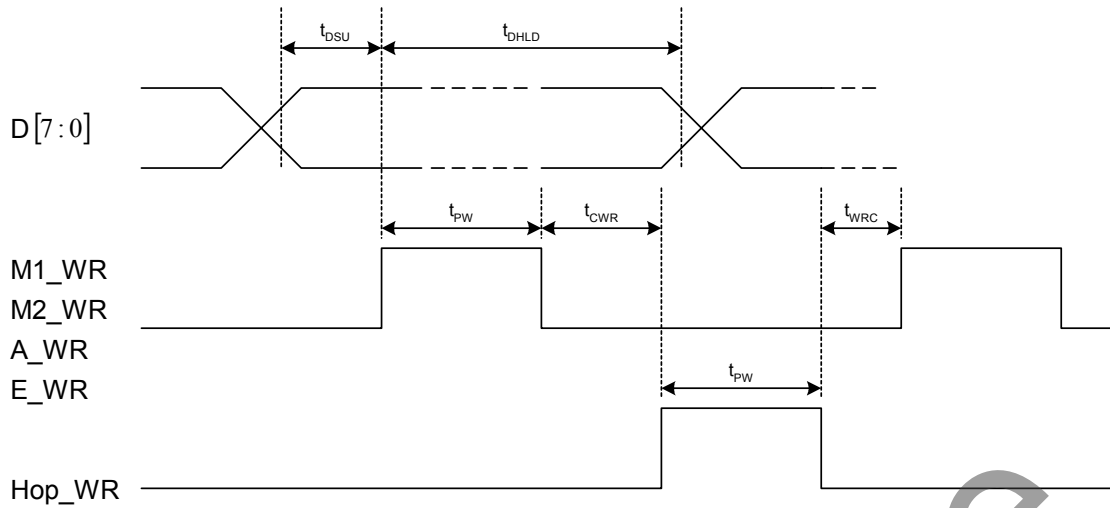 t_DSU t_DHLD
D[7:0]
t_PW t_CWR t_WRC
M1_WR
M2_WR
A_WR
E_WR
t_PW
Hop_WR